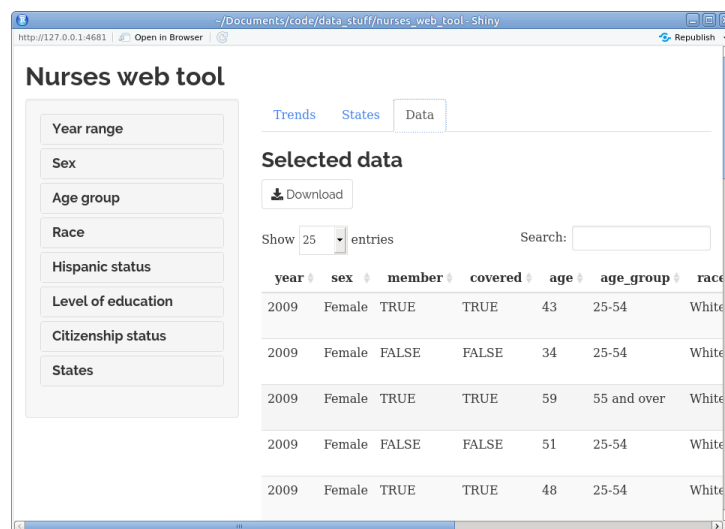 ~/Documents/code/data_stuff/nurses_web_tool - Shiny
http://127.0.0.1:4681 Open in Browser Republish
Nurses web tool
Year range
Sex
Age group
Race
Hispanic status
Level of education
Citizenship status
States
Trends States Data
Selected data
Download
Show 25 entries Search:
year sex member covered age age_group race
2009 Female TRUE TRUE 43 25-54 White
2009 Female FALSE FALSE 34 25-54 White
2009 Female TRUE TRUE 59 55 and over White
2009 Female FALSE FALSE 51 25-54 White
2009 Female TRUE TRUE 48 25-54 White